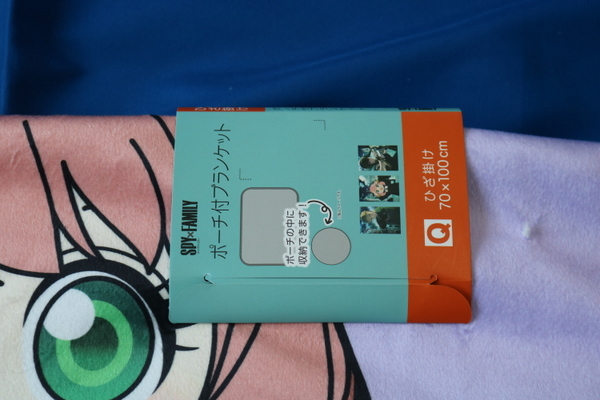 SPY×FAMILY
ポーチ付ブランケット
ポーチの中に
収納できます!
ひざ掛け
70×100cm
Q